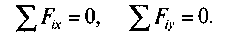 ∑ F_{ix} = 0, ∑ F_{iy} = 0.